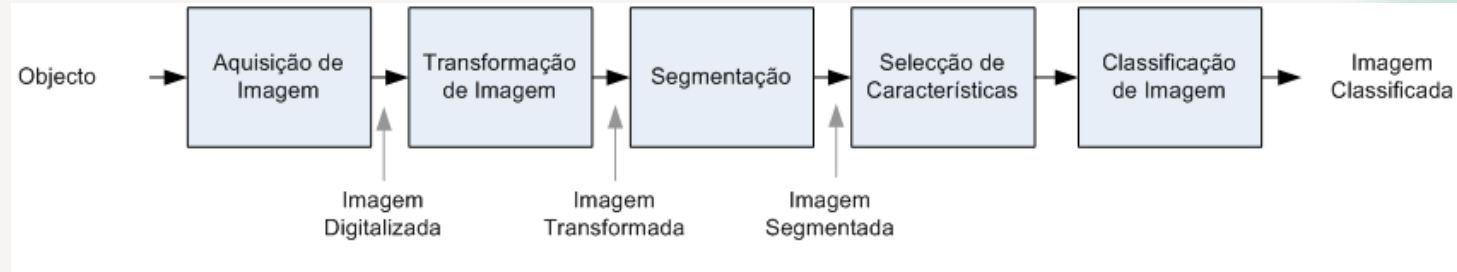 Objecto
Aquisição de
Imagem
Transformação
de Imagem
Segmentação
Selecção de
Características
Classificação
de Imagem
Imagem
Classificada
Imagem
Digitalizada
Imagem
Transformada
Imagem
Segmentada